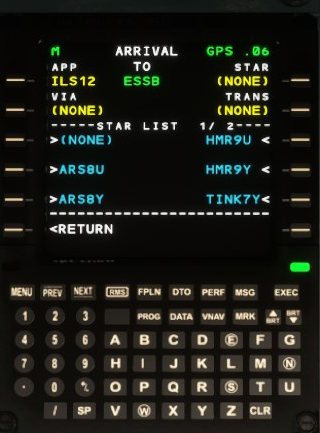 M ARRIVAL GPS .06
APP TO STAR
ILS12 ESSB (NONE)
VIA TRANS
(NONE) (NONE)
-----STAR LIST 1/ 2----
>(NONE) HMR9U <
>ARS8U HMR9Y <
>ARS8Y TINK7Y<
<RETURN
MENU PREV NEXT RMS FPLN DTO PERF MSG EXEC
1 2 3 PROG DATA VNAV MRK BRT BRT
4 5 6 A B C D E F G
7 8 9 H I J K L M N
· 0 +/- O P Q R S T U
/ SP V W X Y Z CLR